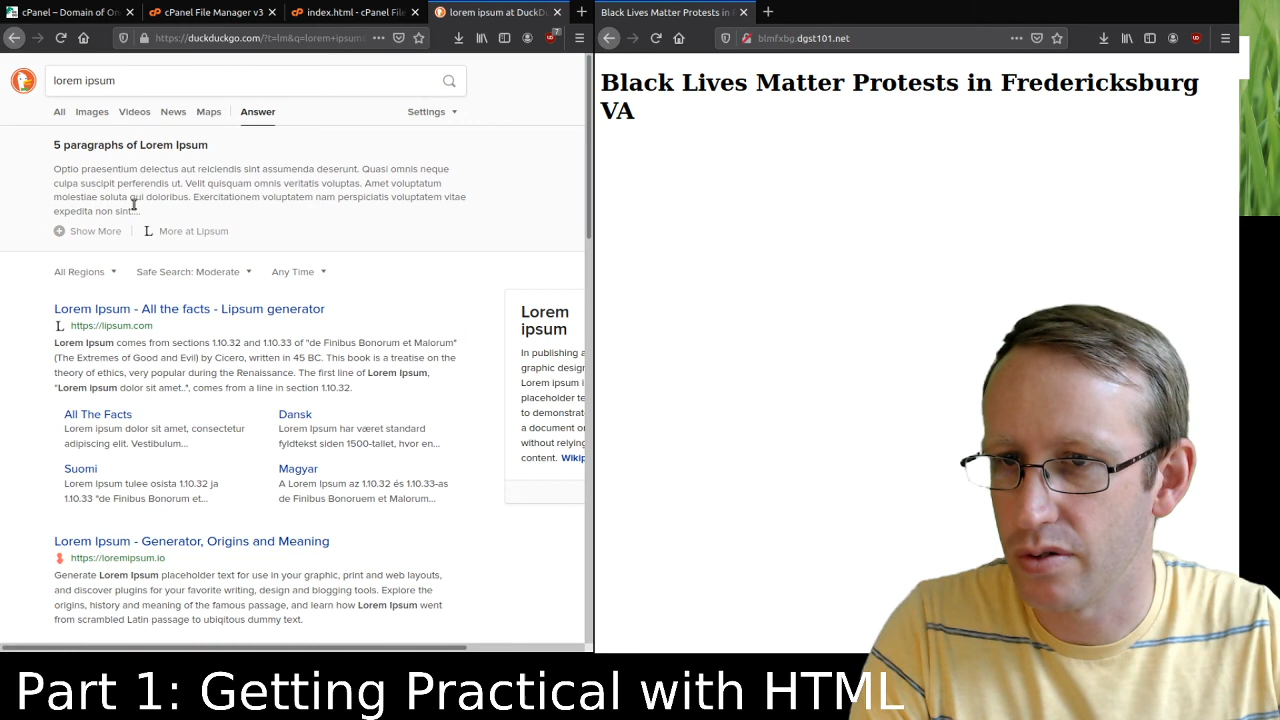 cPanel – Domain of On
cPanel File Manager v3
index.html - cPanel File
lorem ipsum at DuckDu
Black Lives Matter Protests in F
https://duckduckgo.com/?t=lm&q=lorem+ipsum
7
blmfxbg.dgst101.net
lorem ipsum
All Images Videos News Maps Answer Settings
5 paragraphs of Lorem Ipsum
Optio praesentium delectus aut reiciendis sint assumenda deserunt. Quasi omnis neque
culpa suscipit perferendis ut. Velit quisquam omnis veritatis voluptas. Amet voluptatum
molestiae soluta qui doloribus. Exercitationem voluptatem nam perspiciatis voluptatem vitae
expedita non sint....
Show More L More at Lipsum
All Regions Safe Search: Moderate Any Time
Lorem Ipsum - All the facts - Lipsum generator
L https://lipsum.com
Lorem Ipsum comes from sections 1.10.32 and 1.10.33 of "de Finibus Bonorum et Malorum"
(The Extremes of Good and Evil) by Cicero, written in 45 BC. This book is a treatise on the
theory of ethics, very popular during the Renaissance. The first line of Lorem Ipsum,
"Lorem ipsum dolor sit amet..", comes from a line in section 1.10.32.
All The Facts
Lorem ipsum dolor sit amet, consectetur
adipiscing elit. Vestibulum...
Dansk
Lorem Ipsum har været standard
fyldtekst siden 1500-tallet, hvor en...
Suomi
Lorem Ipsum tulee osista 1.10.32 ja
1.10.33 "de Finibus Bonorum et...
Magyar
A Lorem Ipsum az 1.10.32 és 1.10.33-as
de Finibus Bonoruem et Malorum...
Lorem Ipsum - Generator, Origins and Meaning
https://loremipsum.io
Generate Lorem Ipsum placeholder text for use in your graphic, print and web layouts,
and discover plugins for your favorite writing, design and blogging tools. Explore the
origins, history and meaning of the famous passage, and learn how Lorem Ipsum went
from scrambled Latin passage to ubiqitous dummy text.
Lorem
ipsum
In publishing a
graphic desig
Lorem ipsum i
placeholder te
to demonstrat
a document o
without relying
content. Wikip
Black Lives Matter Protests in Fredericksburg
VA
Part 1: Getting Practical with HTML